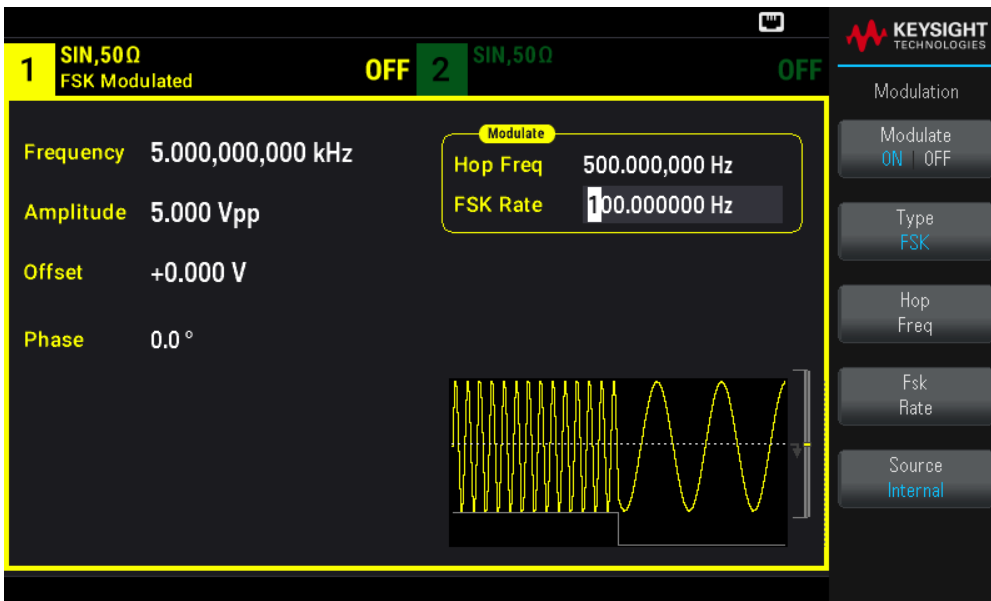 KEYSIGHT
TECHNOLOGIES
1 SIN,50Ω
FSK Modulated
OFF
2 SIN,50Ω
OFF
Modulation
Frequency 5.000,000,000 kHz
Amplitude 5.000 Vpp
Offset +0.000 V
Phase 0.0 °
Modulate
Hop Freq 500.000,000 Hz
FSK Rate 100.000000 Hz
Modulate
ON | OFF
Type
FSK
Hop
Freq
Fsk
Rate
Source
Internal